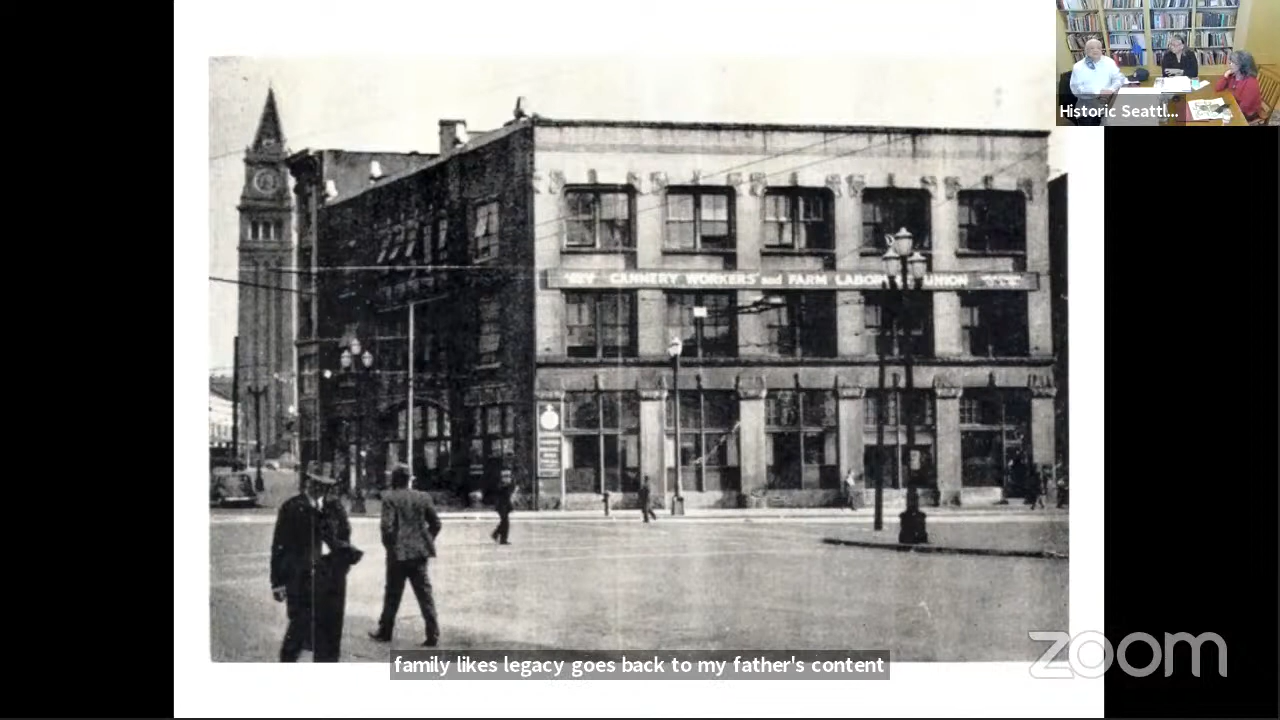 Historic Seattl...
CANNERY WORKERS' and FARM LABOR UNION
family likes legacy goes back to my father's content
zoom